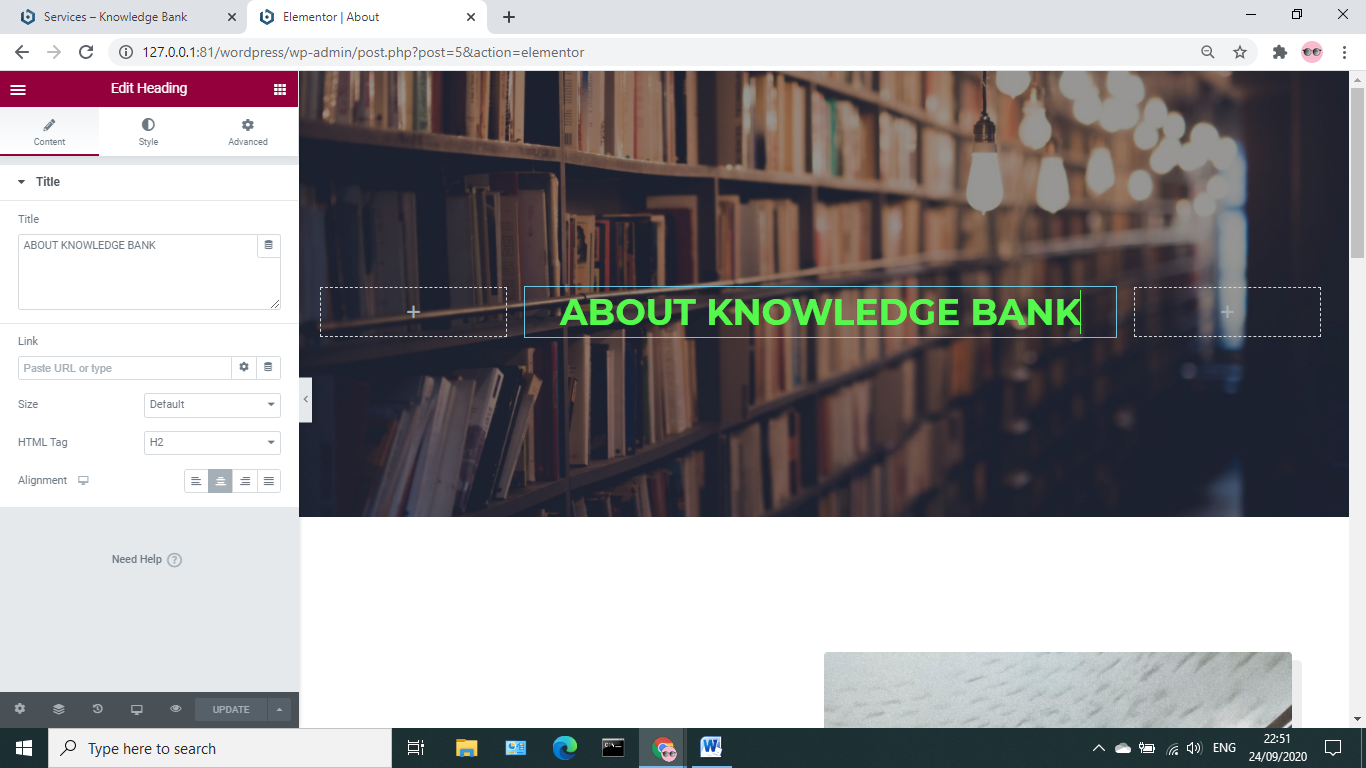 Services – Knowledge Bank
Elementor | About
127.0.0.1:81/wordpress/wp-admin/post.php?post=5&action=elementor
Edit Heading
Content
Style
Advanced
Title
Title
ABOUT KNOWLEDGE BANK
Link
Paste URL or type
Size
Default
HTML Tag
H2
Alignment
Need Help ?
UPDATE
ABOUT KNOWLEDGE BANK
Type here to search
ENG
22:51
24/09/2020